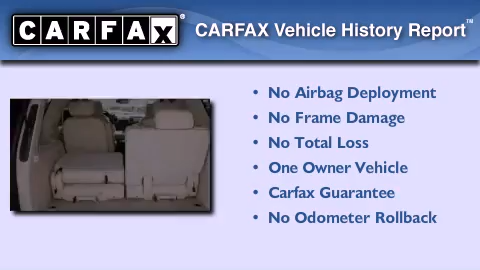 CARFAX® CARFAX Vehicle History Report™
• No Airbag Deployment
• No Frame Damage
• No Total Loss
• One Owner Vehicle
• Carfax Guarantee
• No Odometer Rollback